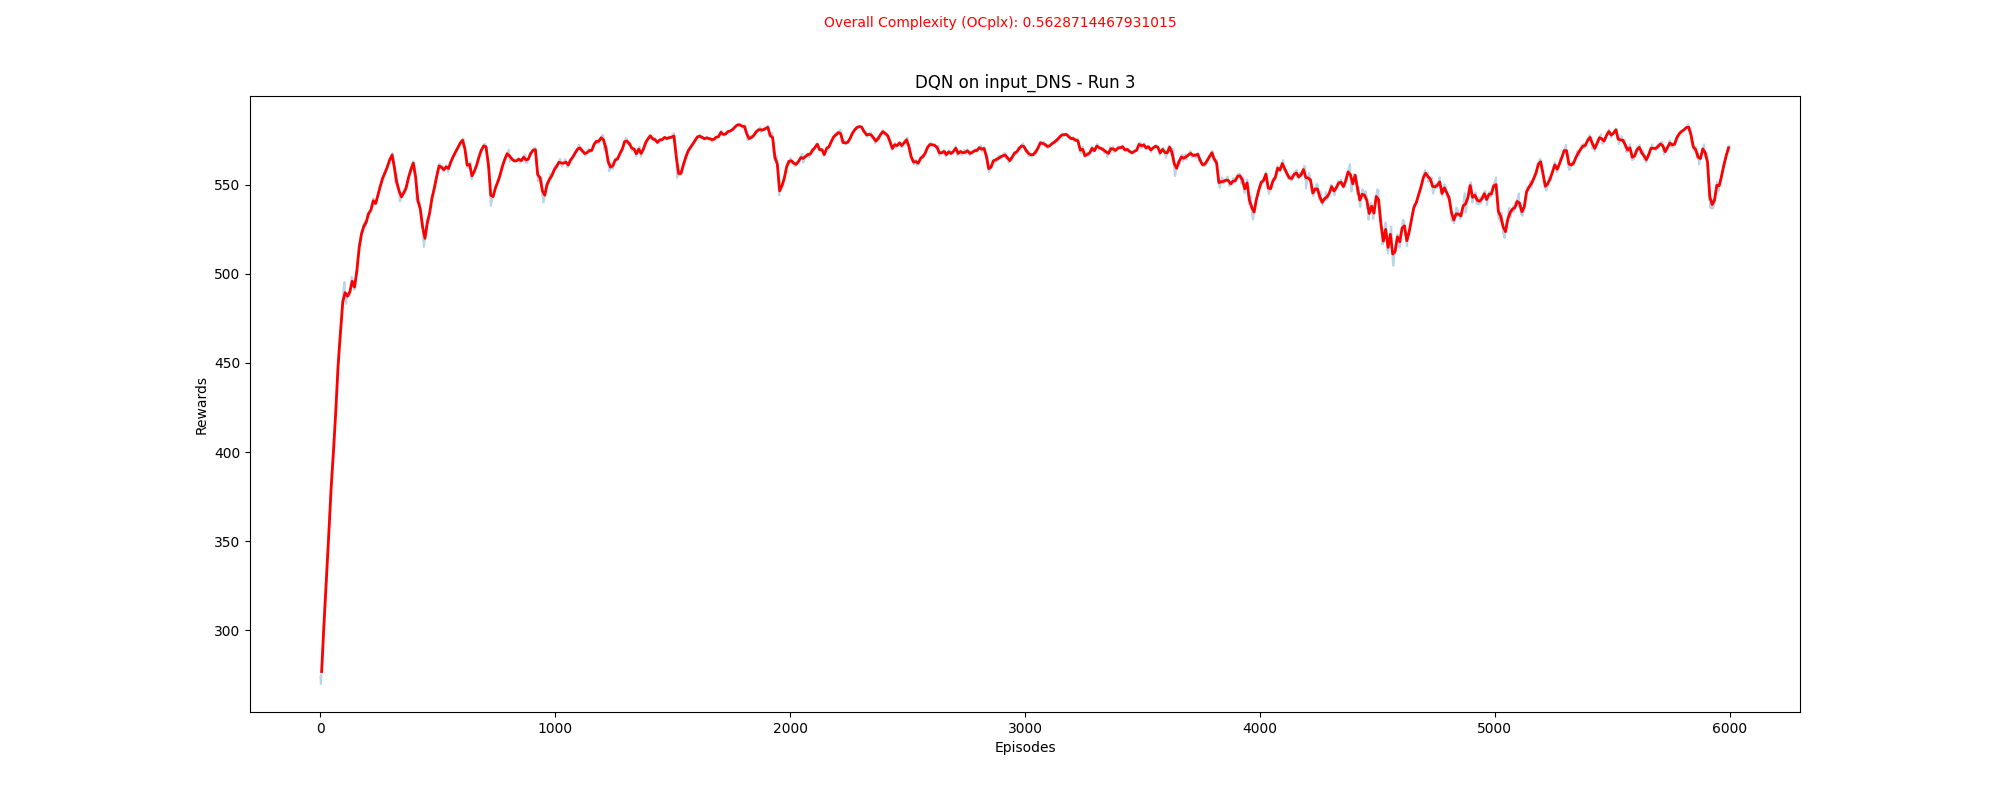 Overall Complexity (OCplx): 0.5628714467931015
DQN on input_DNS - Run 3
550
500
450
400
350
300
Rewards
0 1000 2000 3000 4000 5000 6000
Episodes